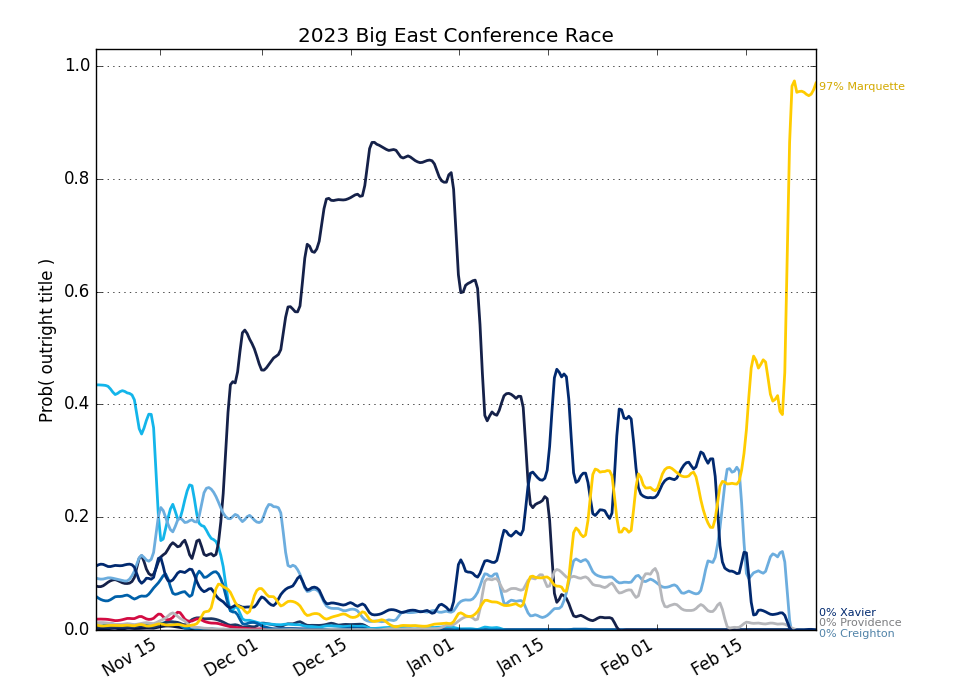 2023 Big East Conference Race
Prob( outright title )
1.0
0.8
0.6
0.4
0.2
0.0
97% Marquette
0% Xavier
0% Providence
0% Creighton
Nov 15
Dec 01
Dec 15
Jan 01
Jan 15
Feb 01
Feb 15